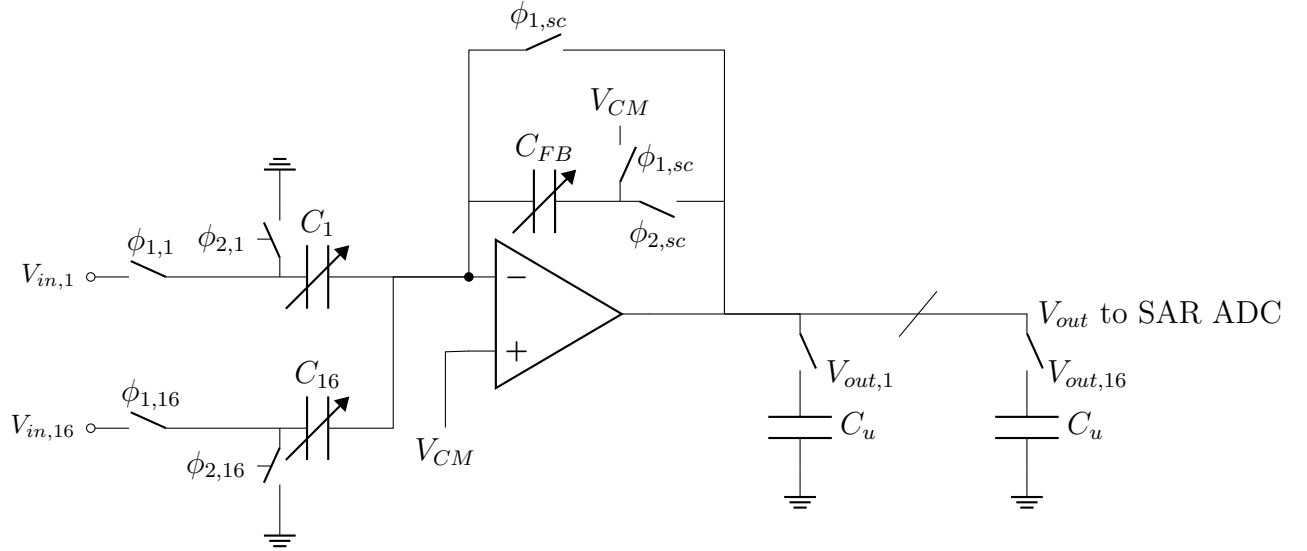 ϕ1,sc
VCM
CFB
ϕ1,sc
ϕ2,sc
C1
ϕ2,1
ϕ1,1
Vin,1
−
+
VCM
Vout to SAR ADC
Vout,1
Vout,16
Cu
Cu
C16
ϕ1,16
Vin,16
ϕ2,16